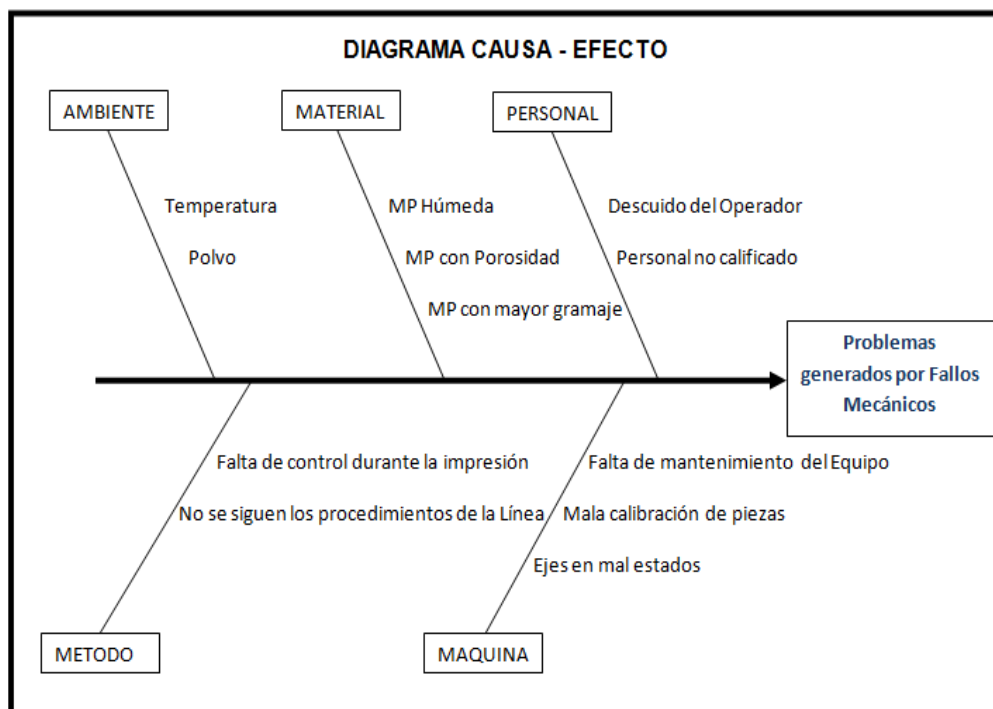 DIAGRAMA CAUSA - EFECTO
AMBIENTE
MATERIAL
PERSONAL
Temperatura
Polvo
MP Húmeda
MP con Porosidad
MP con mayor gramaje
Descuido del Operador
Personal no calificado
Problemas
generados por Fallos
Mecánicos
Falta de control durante la impresión
No se siguen los procedimientos de la Línea
Falta de mantenimiento del Equipo
Mala calibración de piezas
Ejes en mal estados
METODO
MAQUINA